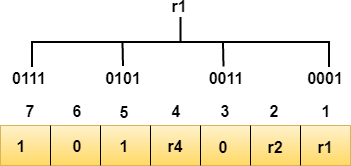 r1
0111 0101 0011 0001
7 6 5 4 3 2 1
1 0 1 r4 0 r2 r1